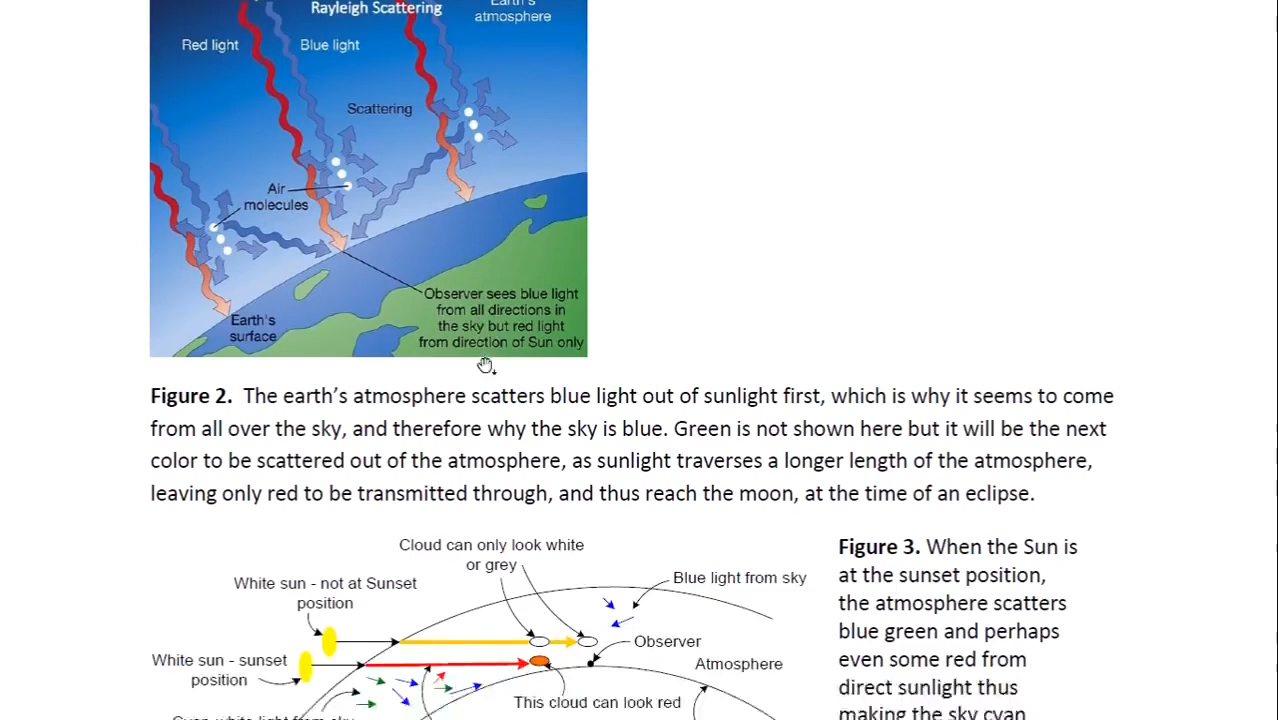 Rayleigh Scattering
Earth's
atmosphere
Red light
Blue light
Scattering
Air
molecules
Observer sees blue light
from all directions in
the sky but red light
from direction of Sun only
Earth's
surface
Figure 2. The earth's atmosphere scatters blue light out of sunlight first, which is why it seems to come
from all over the sky, and therefore why the sky is blue. Green is not shown here but it will be the next
color to be scattered out of the atmosphere, as sunlight traverses a longer length of the atmosphere,
leaving only red to be transmitted through, and thus reach the moon, at the time of an eclipse.
Cloud can only look white
or grey
White sun - not at Sunset
position
Blue light from sky
Observer
White sun - sunset
position
Atmosphere
This cloud can look red
Figure 3. When the Sun is
at the sunset position,
the atmosphere scatters
blue green and perhaps
even some red from
direct sunlight thus
making the sky cyan